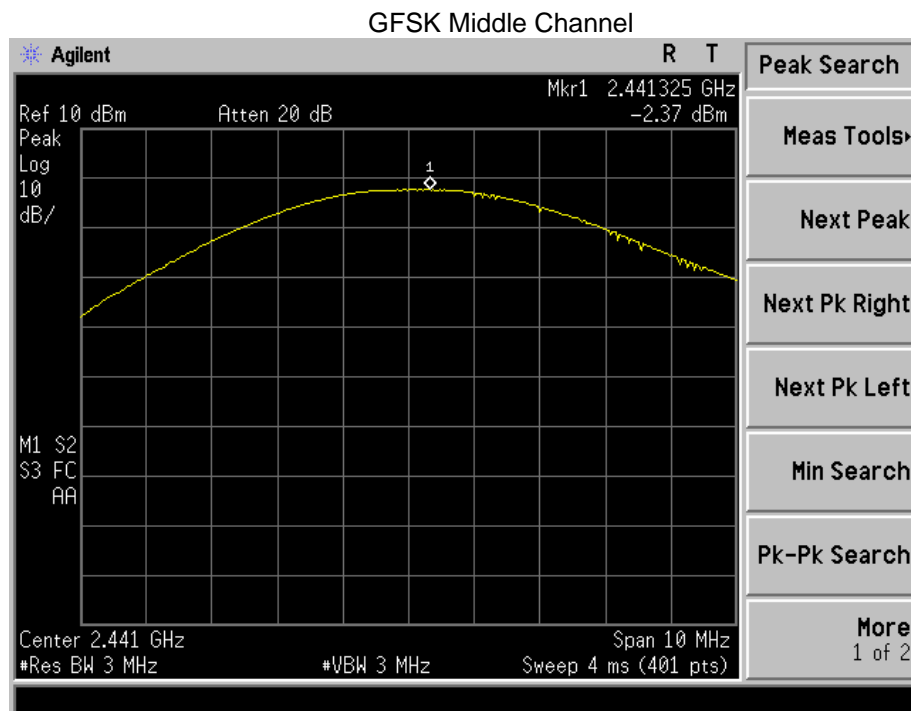 GFSK Middle Channel
Agilent
R T
Peak Search
Mkr1 2.441325 GHz
Ref 10 dBm Atten 20 dB -2.37 dBm
Peak
Log
10
dB/
1
Meas Tools
Next Peak
Next Pk Right
Next Pk Left
M1 S2
S3 FC
AA
Min Search
Pk-Pk Search
Center 2.441 GHz Span 10 MHz
#Res BW 3 MHz #VBW 3 MHz Sweep 4 ms (401 pts)
More
1 of 2